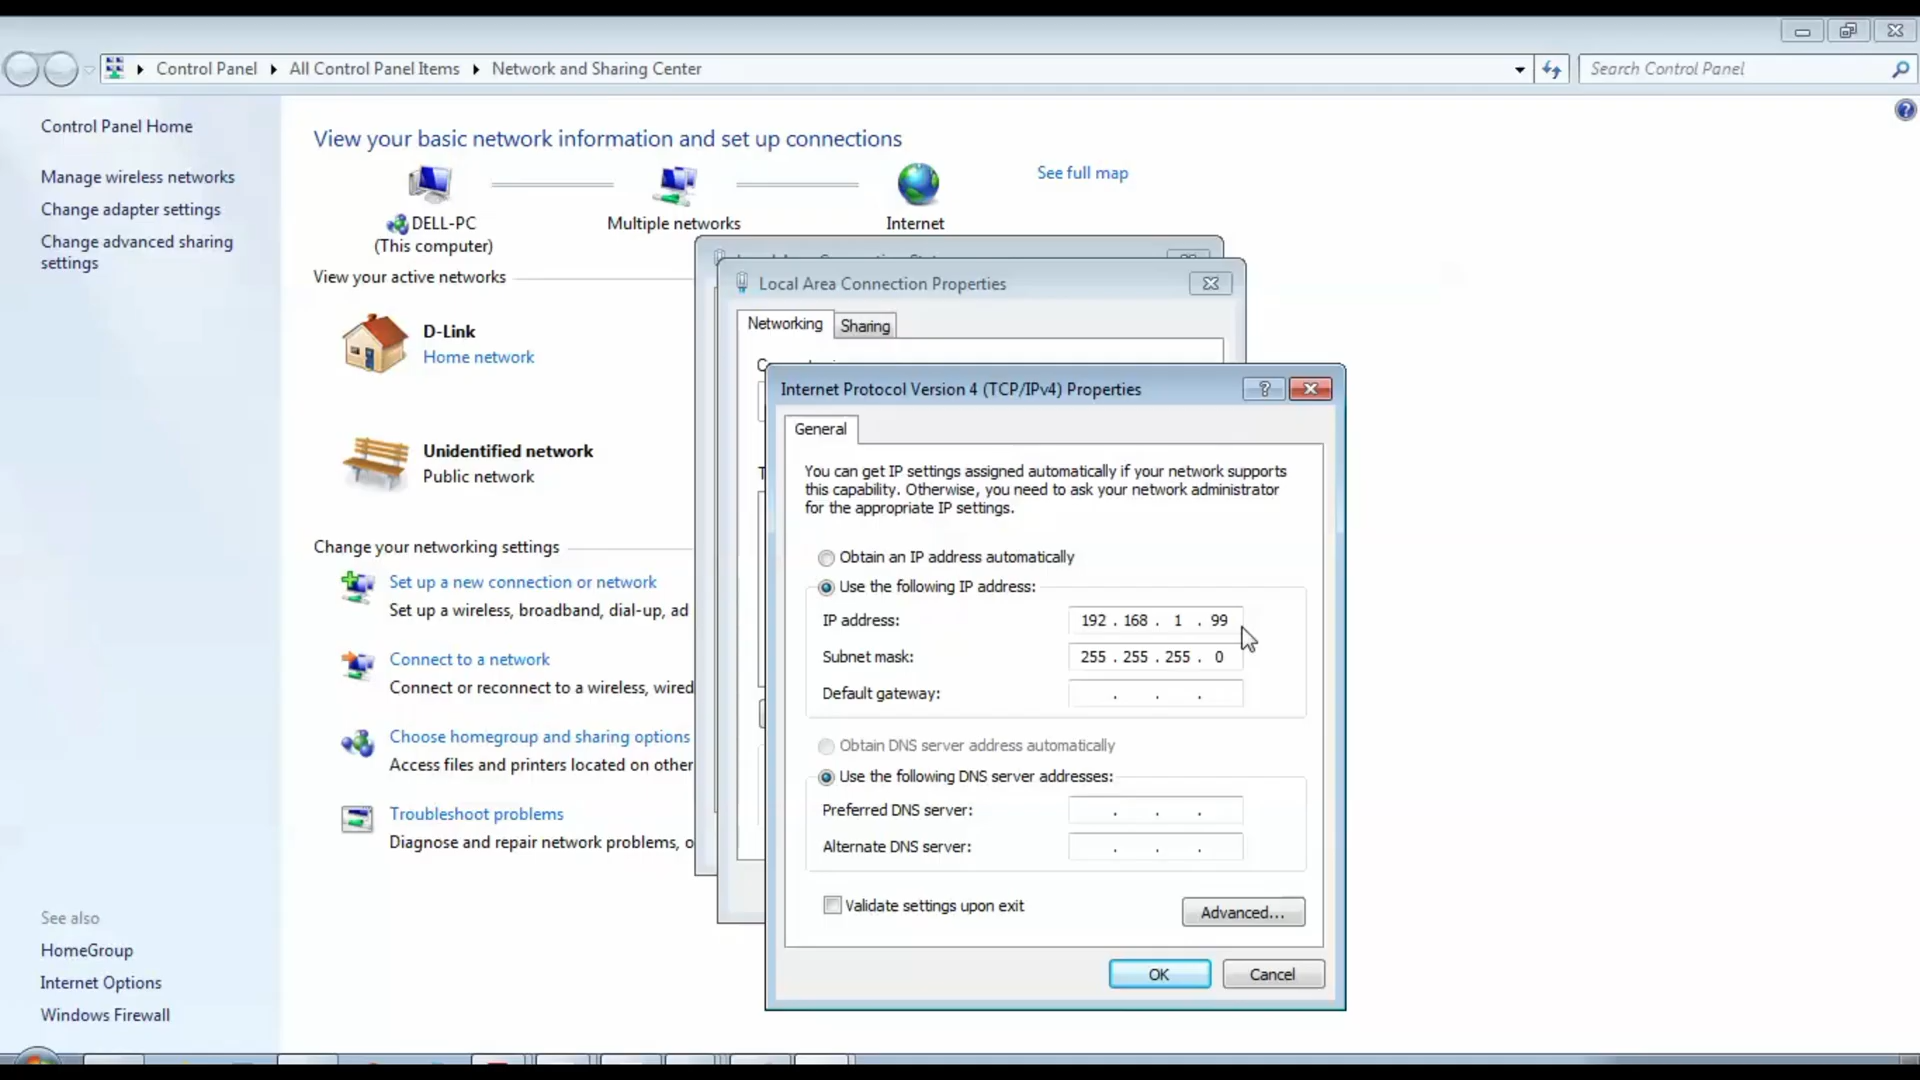 Control Panel
All Control Panel Items
Network and Sharing Center
Search Control Panel
Control Panel Home
Manage wireless networks
Change adapter settings
Change advanced sharing
settings
See also
HomeGroup
Internet Options
Windows Firewall
View your basic network information and set up connections
See full map
DELL-PC
(This computer)
Multiple networks
Internet
View your active networks
D-Link
Home network
Unidentified network
Public network
Change your networking settings
Set up a new connection or network
Set up a wireless, broadband, dial-up, ad
Connect to a network
Connect or reconnect to a wireless, wired
Choose homegroup and sharing options
Access files and printers located on other
Troubleshoot problems
Diagnose and repair network problems, o
Local Area Connection Properties
Networking
Sharing
Internet Protocol Version 4 (TCP/IPv4) Properties
General
You can get IP settings assigned automatically if your network supports
this capability. Otherwise, you need to ask your network administrator
for the appropriate IP settings.
Obtain an IP address automatically
Use the following IP address:
IP address: 192 . 168 . 1 . 99
Subnet mask: 255 . 255 . 255 . 0
Default gateway: . . .
Obtain DNS server address automatically
Use the following DNS server addresses:
Preferred DNS server: . . .
Alternate DNS server: . . .
Validate settings upon exit
Advanced...
OK
Cancel